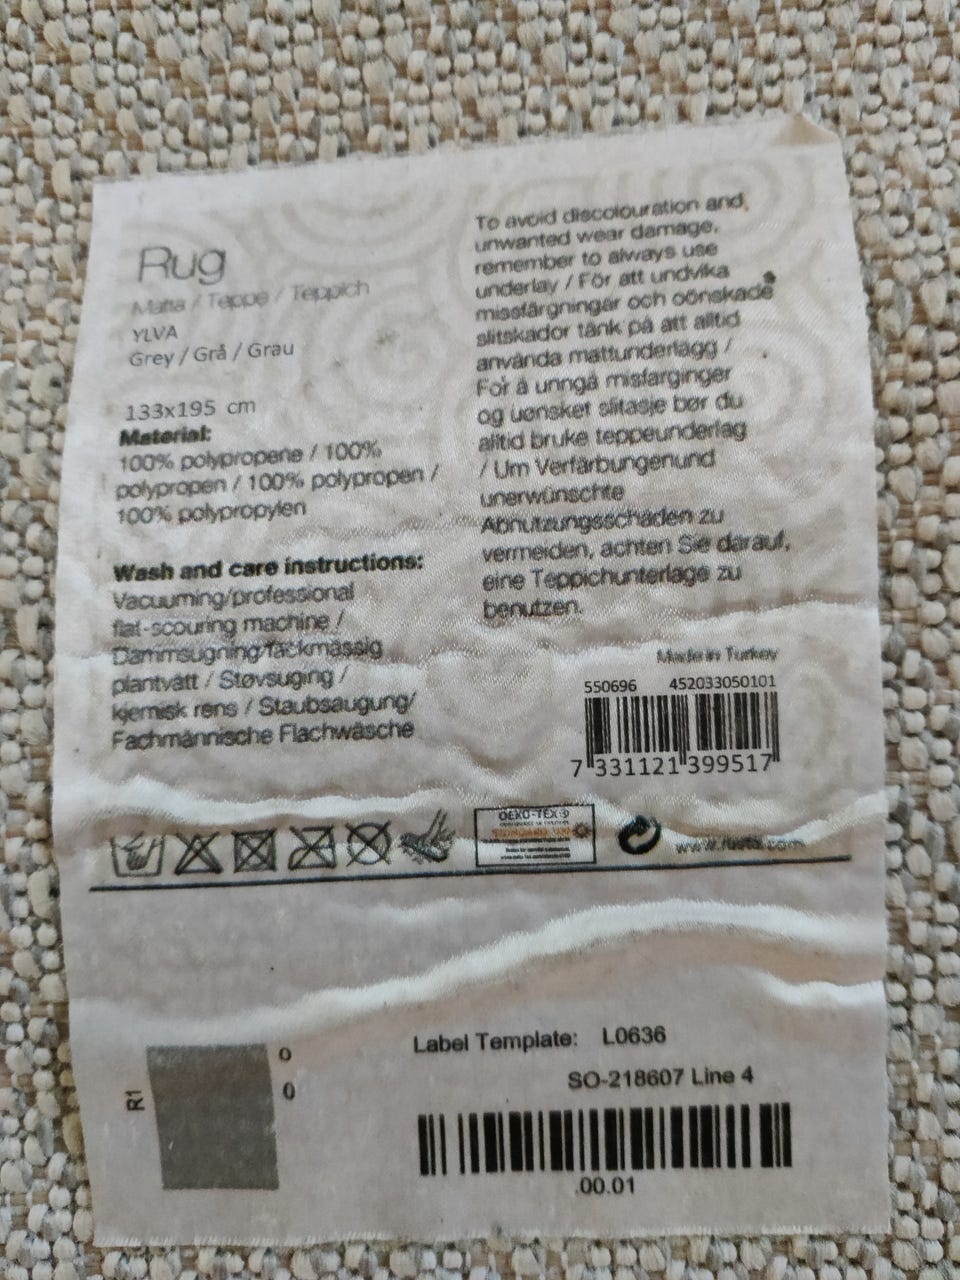 Rug
Matta / Teppe / Teppich
YLVA
Grey / Grå / Grau
133x195 cm
Material:
100% polypropene / 100%
polypropen / 100% polypropen /
100% polypropylen
Wash and care instructions:
Vacuuming/professional
flat-scouring machine /
Dammsugning/fackmässig
plantvätt / Støvsuging /
kjemisk rens / Staubsaugung/
Fachmännische Flachwäsche
To avoid discolouration and
unwanted wear damage,
remember to always use
underlay / För att undvika
missfärgningar och oönskade
slitskador tänk på att alltid
använda mattunderlägg /
For å unngå misfarginger
og uønsket slitasje bør du
alltid bruke teppeunderlag
/ Um Verfärbungenund
unerwünschte
Abnutzungsschäden zu
vermeiden, achten Sie darauf,
eine Teppichunterlage zu
benutzen.
Made in Turkey
550696 452033050101
7 331121 399517
OEKO-TEX®
STANDARD 100
www.rusta.com
R1
0
0
Label Template: L0636
SO-218607 Line 4
.00.01